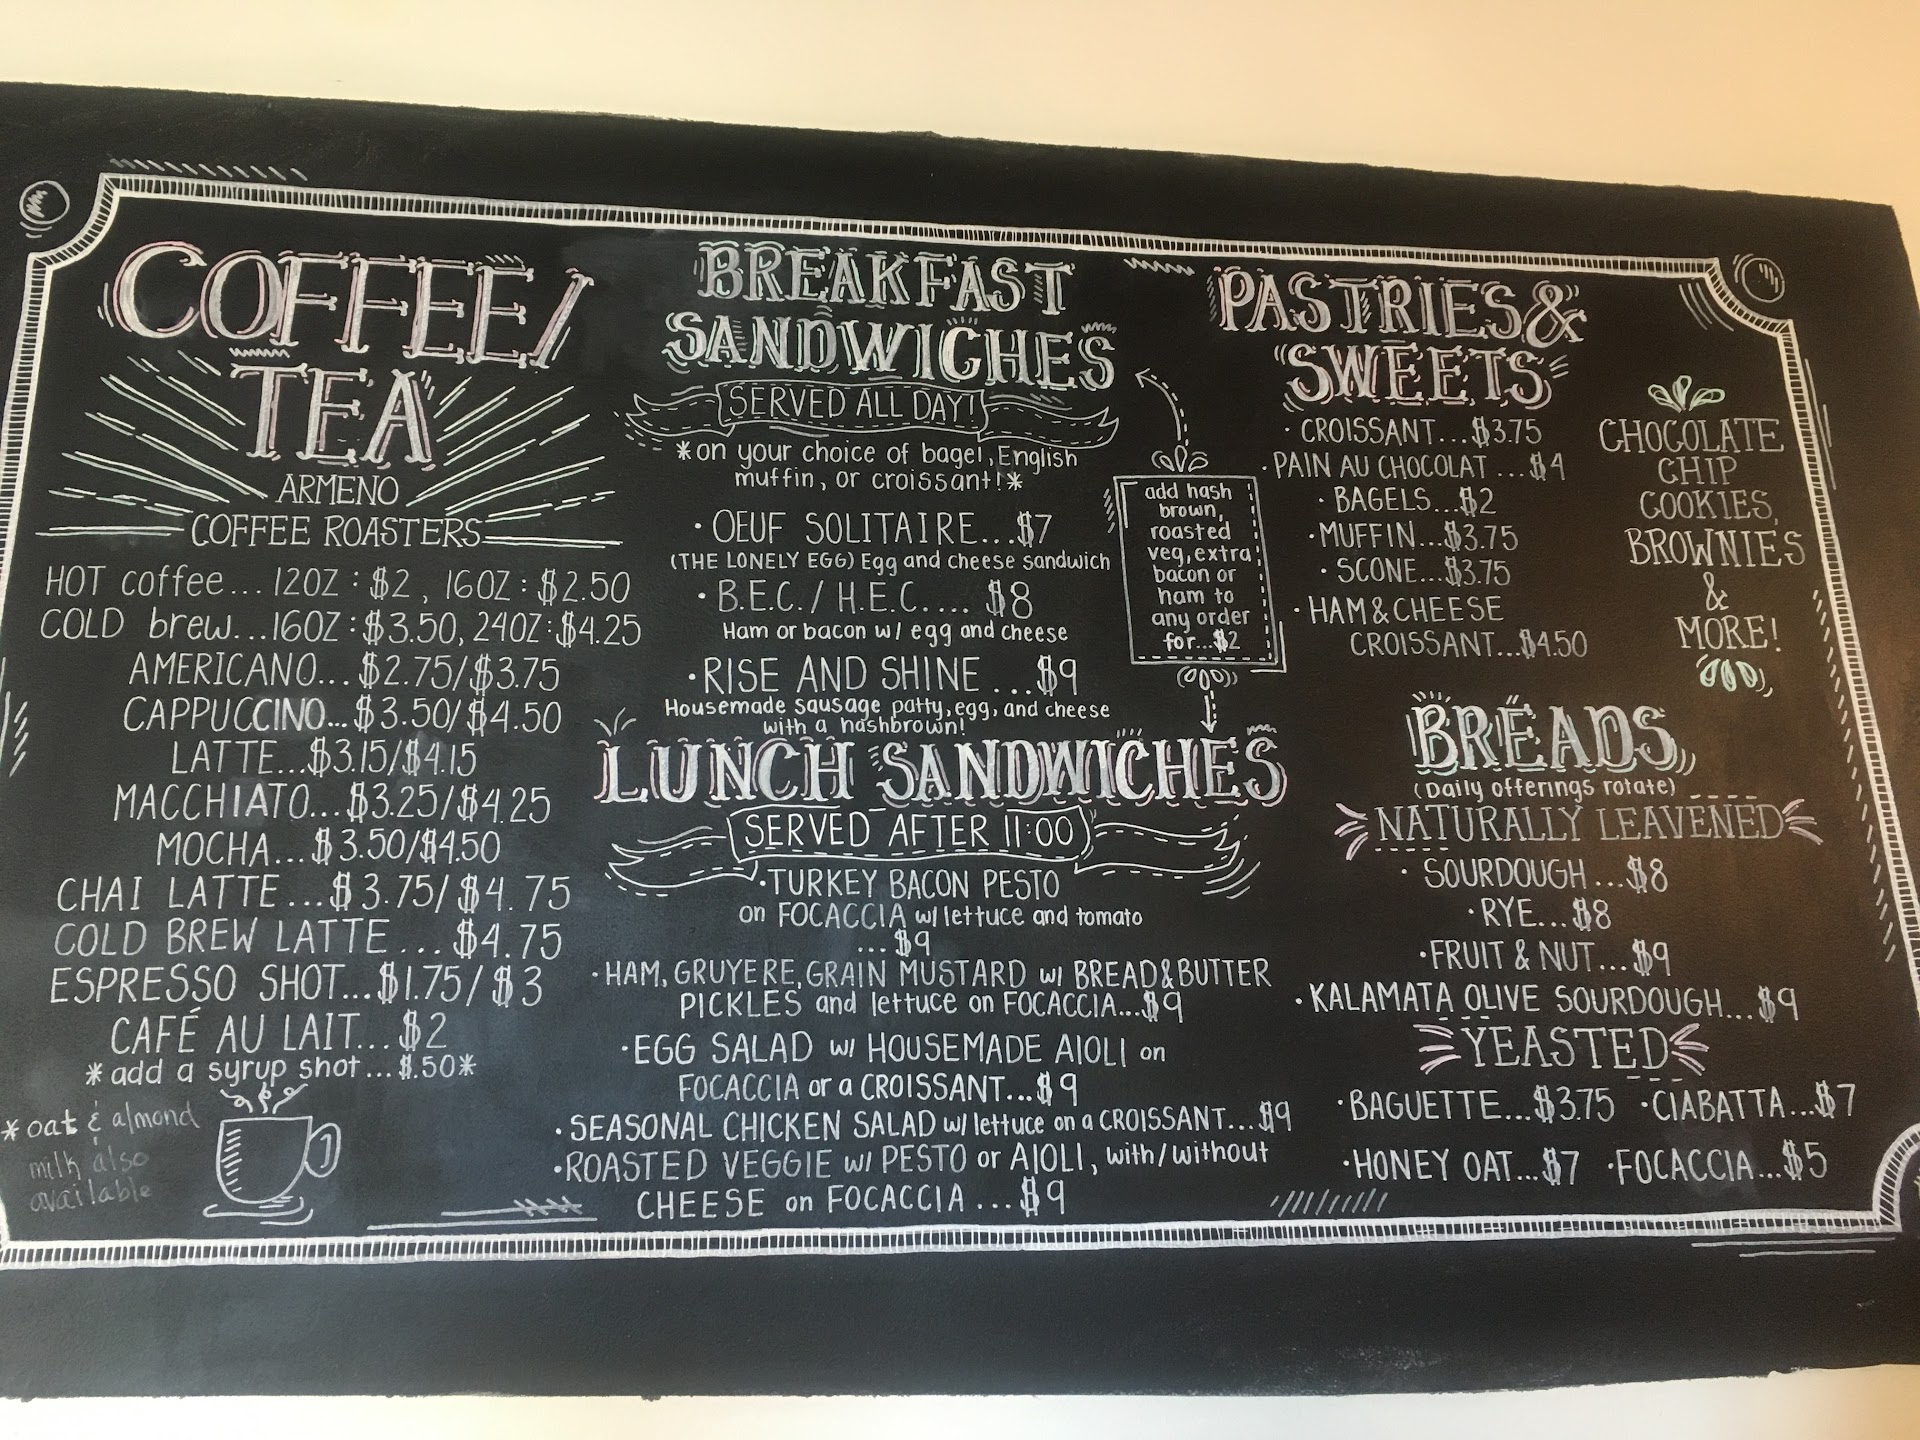 COFFEE/
TEA
ARMENO
COFFEE ROASTERS
HOT coffee... 12OZ : $2 , 16OZ : $2.50
COLD brew...16OZ : $3.50, 24OZ: $4.25
AMERICANO... $2.75/$3.75
CAPPUCCINO... $3.50/$4.50
LATTE...$3.15/$4.15
MACCHIATO...$3.25/$4.25
MOCHA...$3.50/$4.50
CHAI LATTE ...$3.75/$4.75
COLD BREW LATTE ... $4.75
ESPRESSO SHOT...$1.75/$3
CAFÉ AU LAIT... $2
*add a syrup shot...$.50*
*oat & almond
milk also
available
BREAKFAST
SANDWICHES
SERVED ALL DAY!
*on your choice of bagel, English
muffin, or croissant!*
• OEUF SOLITAIRE...$7
(THE LONELY EGG) Egg and cheese sandwich
• B.E.C./H.E.C.... $8
Ham or bacon w/ egg and cheese
• RISE AND SHINE ...$9
Housemade sausage patty, egg, and cheese
with a hashbrown!
add hash
brown,
roasted
veg, extra
bacon or
ham to
any order
for...$2
LUNCH SANDWICHES
SERVED AFTER 11:00
• TURKEY BACON PESTO
on FOCACCIA w/ lettuce and tomato
...$9
• HAM, GRUYERE, GRAIN MUSTARD w/ BREAD&BUTTER
PICKLES and lettuce on FOCACCIA...$9
• EGG SALAD w/ HOUSEMADE AIOLI on
FOCACCIA or a CROISSANT...$9
• SEASONAL CHICKEN SALAD w/ lettuce on a CROISSANT...$9
• ROASTED VEGGIE w/ PESTO or AIOLI, with/without
CHEESE on FOCACCIA ...$9
PASTRIES&
SWEETS
• CROISSANT...$3.75
• PAIN AU CHOCOLAT ...$4
• BAGELS...$2
• MUFFIN...$3.75
• SCONE...$3.75
• HAM&CHEESE
CROISSANT...$4.50
CHOCOLATE
CHIP
COOKIES,
BROWNIES
&
MORE!
BREADS
(Daily offerings rotate)
NATURALLY LEAVENED
• SOURDOUGH ...$8
• RYE...$8
• FRUIT & NUT...$9
• KALAMATA OLIVE SOURDOUGH...$9
YEASTED
• BAGUETTE...$3.75 • CIABATTA...$7
• HONEY OAT...$7 • FOCACCIA...$5